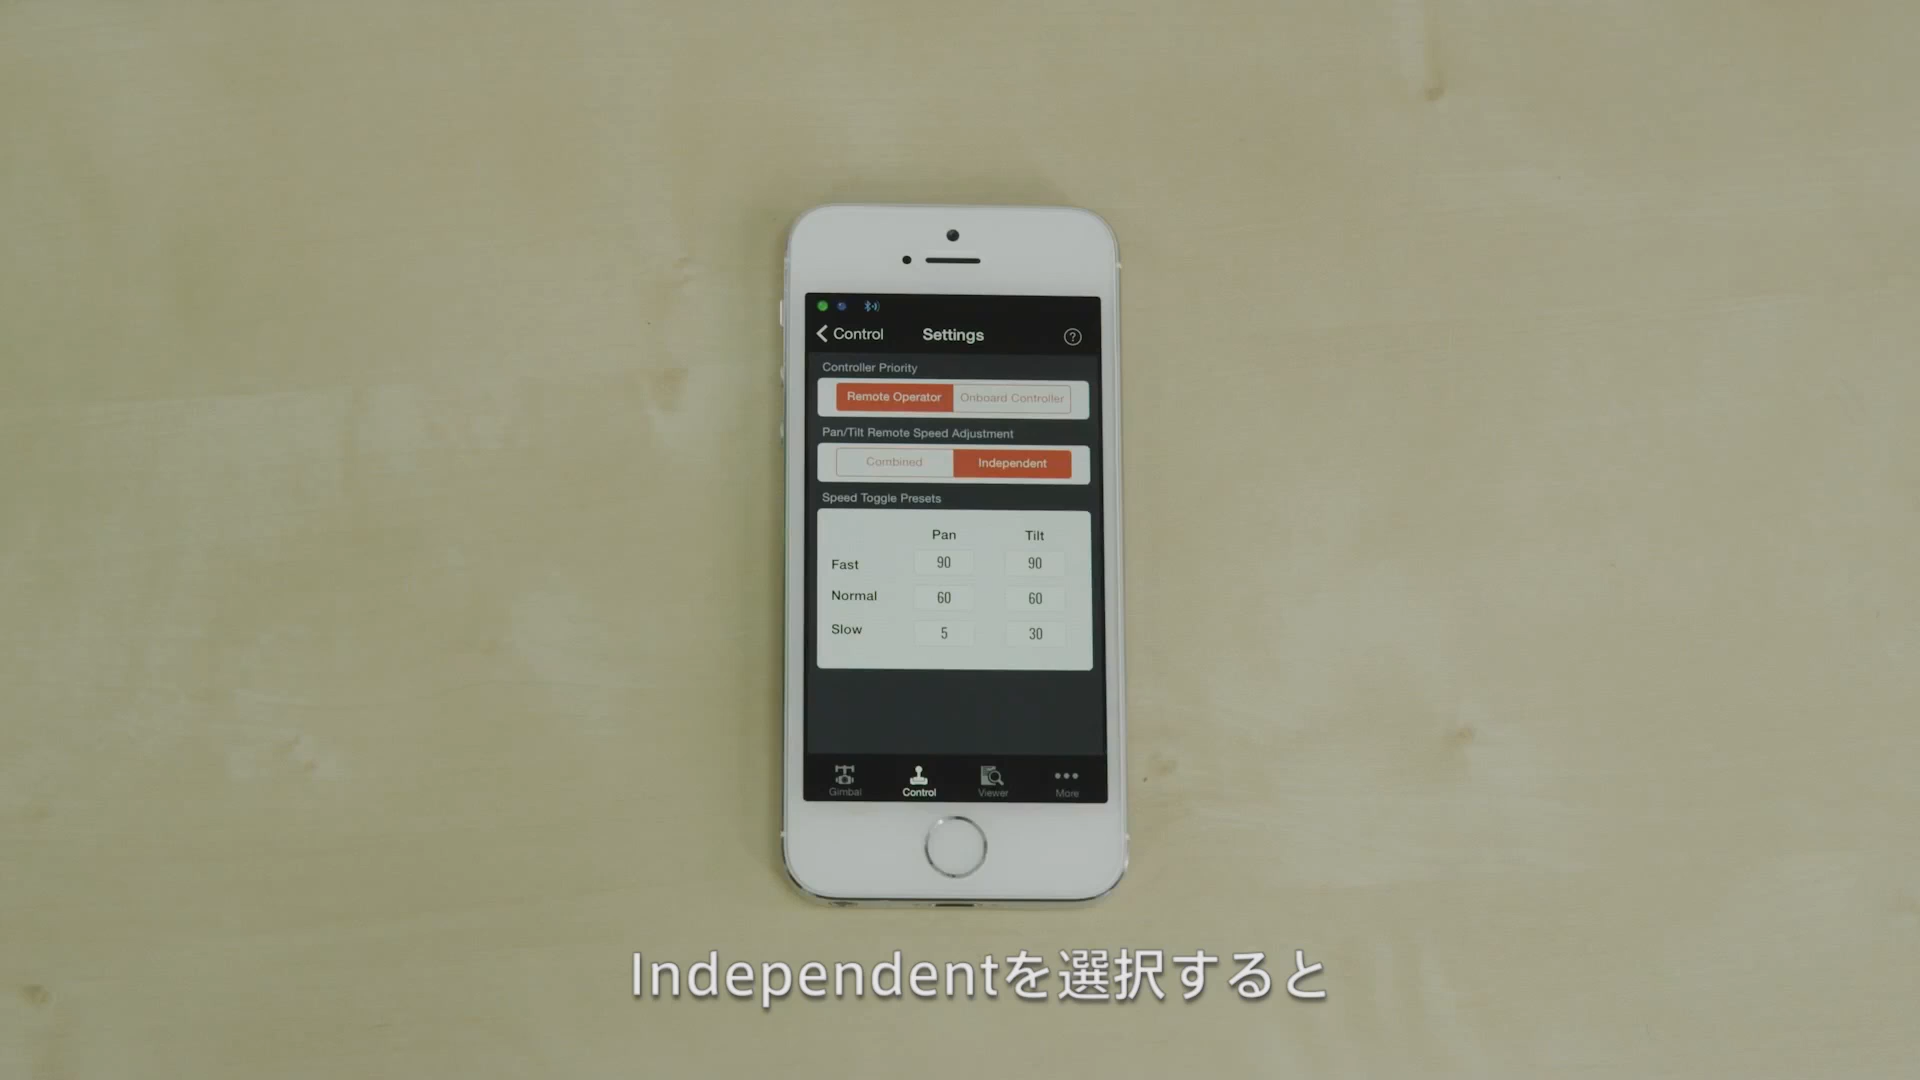 Control Settings ?
Controller Priority
Remote Operator Onboard Controller
Pan/Tilt Remote Speed Adjustment
Combined Independent
Speed Toggle Presets
Pan Tilt
Fast 90 90
Normal 60 60
Slow 5 30
Gimbal Control Viewer More
Independentを選択すると